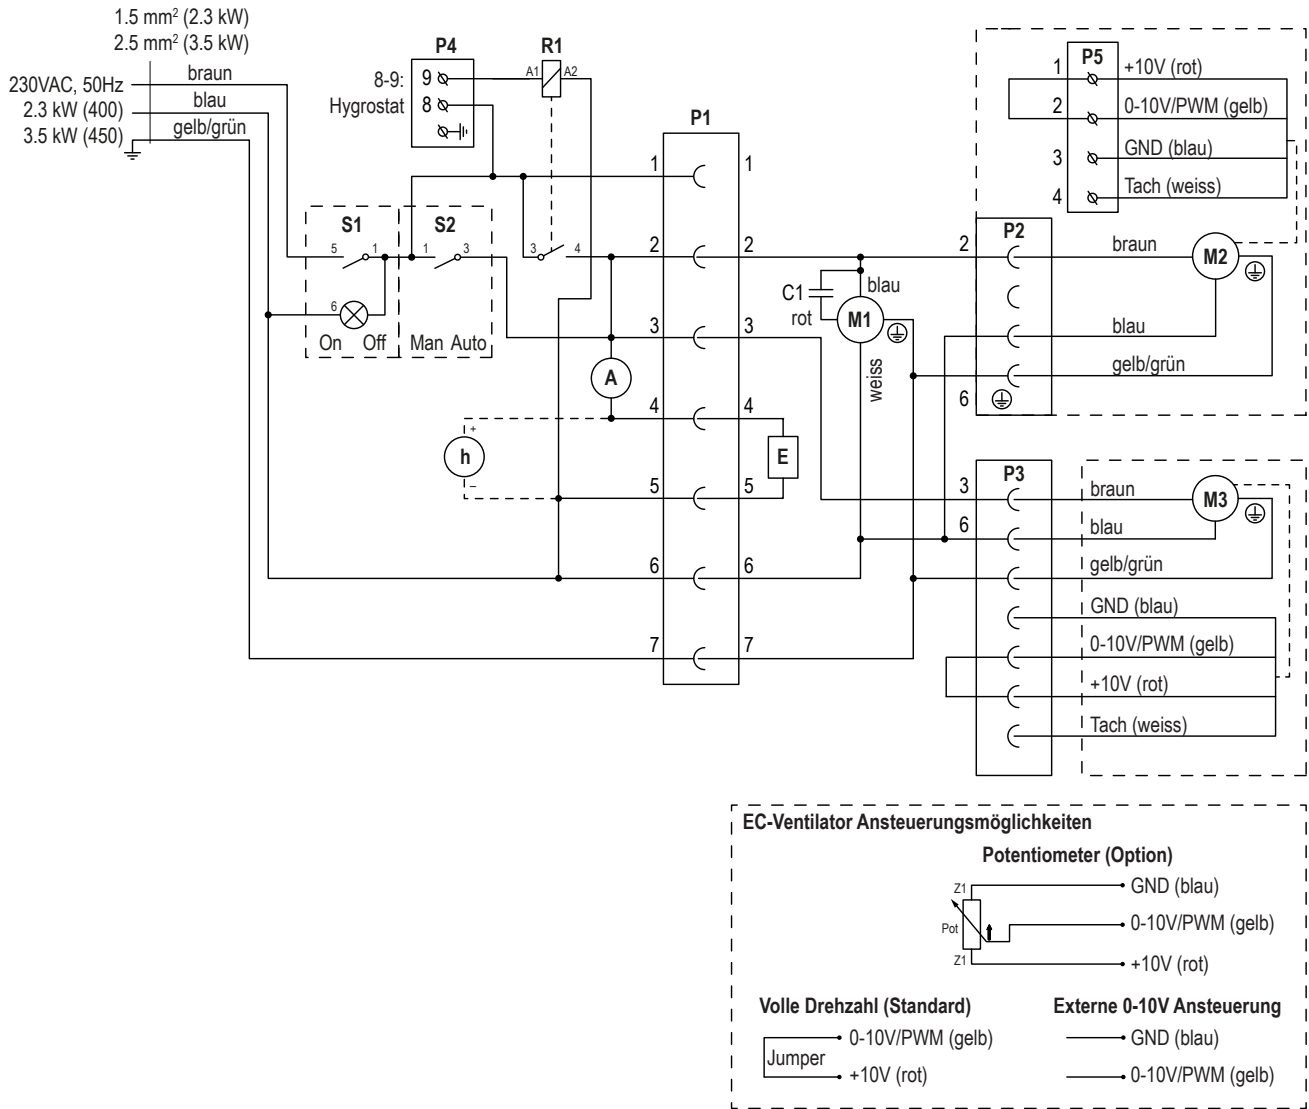 1.5 mm² (2.3 kW)
2.5 mm² (3.5 kW)
230VAC, 50Hz
2.3 kW (400)
3.5 kW (450)
braun
blau
gelb/grün
P4
8-9:
Hygrostat
9
8
R1
A1
A2
S1
5
1
6
On Off
S2
1
3
Man Auto
3
4
A
h
+
–
P1
1 1
2 2
3 3
4 4
5 5
6 6
7 7
E
C1
rot
blau
M1
weiss
P5
1 +10V (rot)
2 0-10V/PWM (gelb)
3 GND (blau)
4 Tach (weiss)
P2
2
6
braun
blau
gelb/grün
M2
P3
3
6
braun
blau
gelb/grün
GND (blau)
0-10V/PWM (gelb)
+10V (rot)
Tach (weiss)
M3
EC-Ventilator Ansteuerungsmöglichkeiten
Potentiometer (Option)
Z1
Pot
Z1
GND (blau)
0-10V/PWM (gelb)
+10V (rot)
Volle Drehzahl (Standard)
0-10V/PWM (gelb)
Jumper
+10V (rot)
Externe 0-10V Ansteuerung
GND (blau)
0-10V/PWM (gelb)